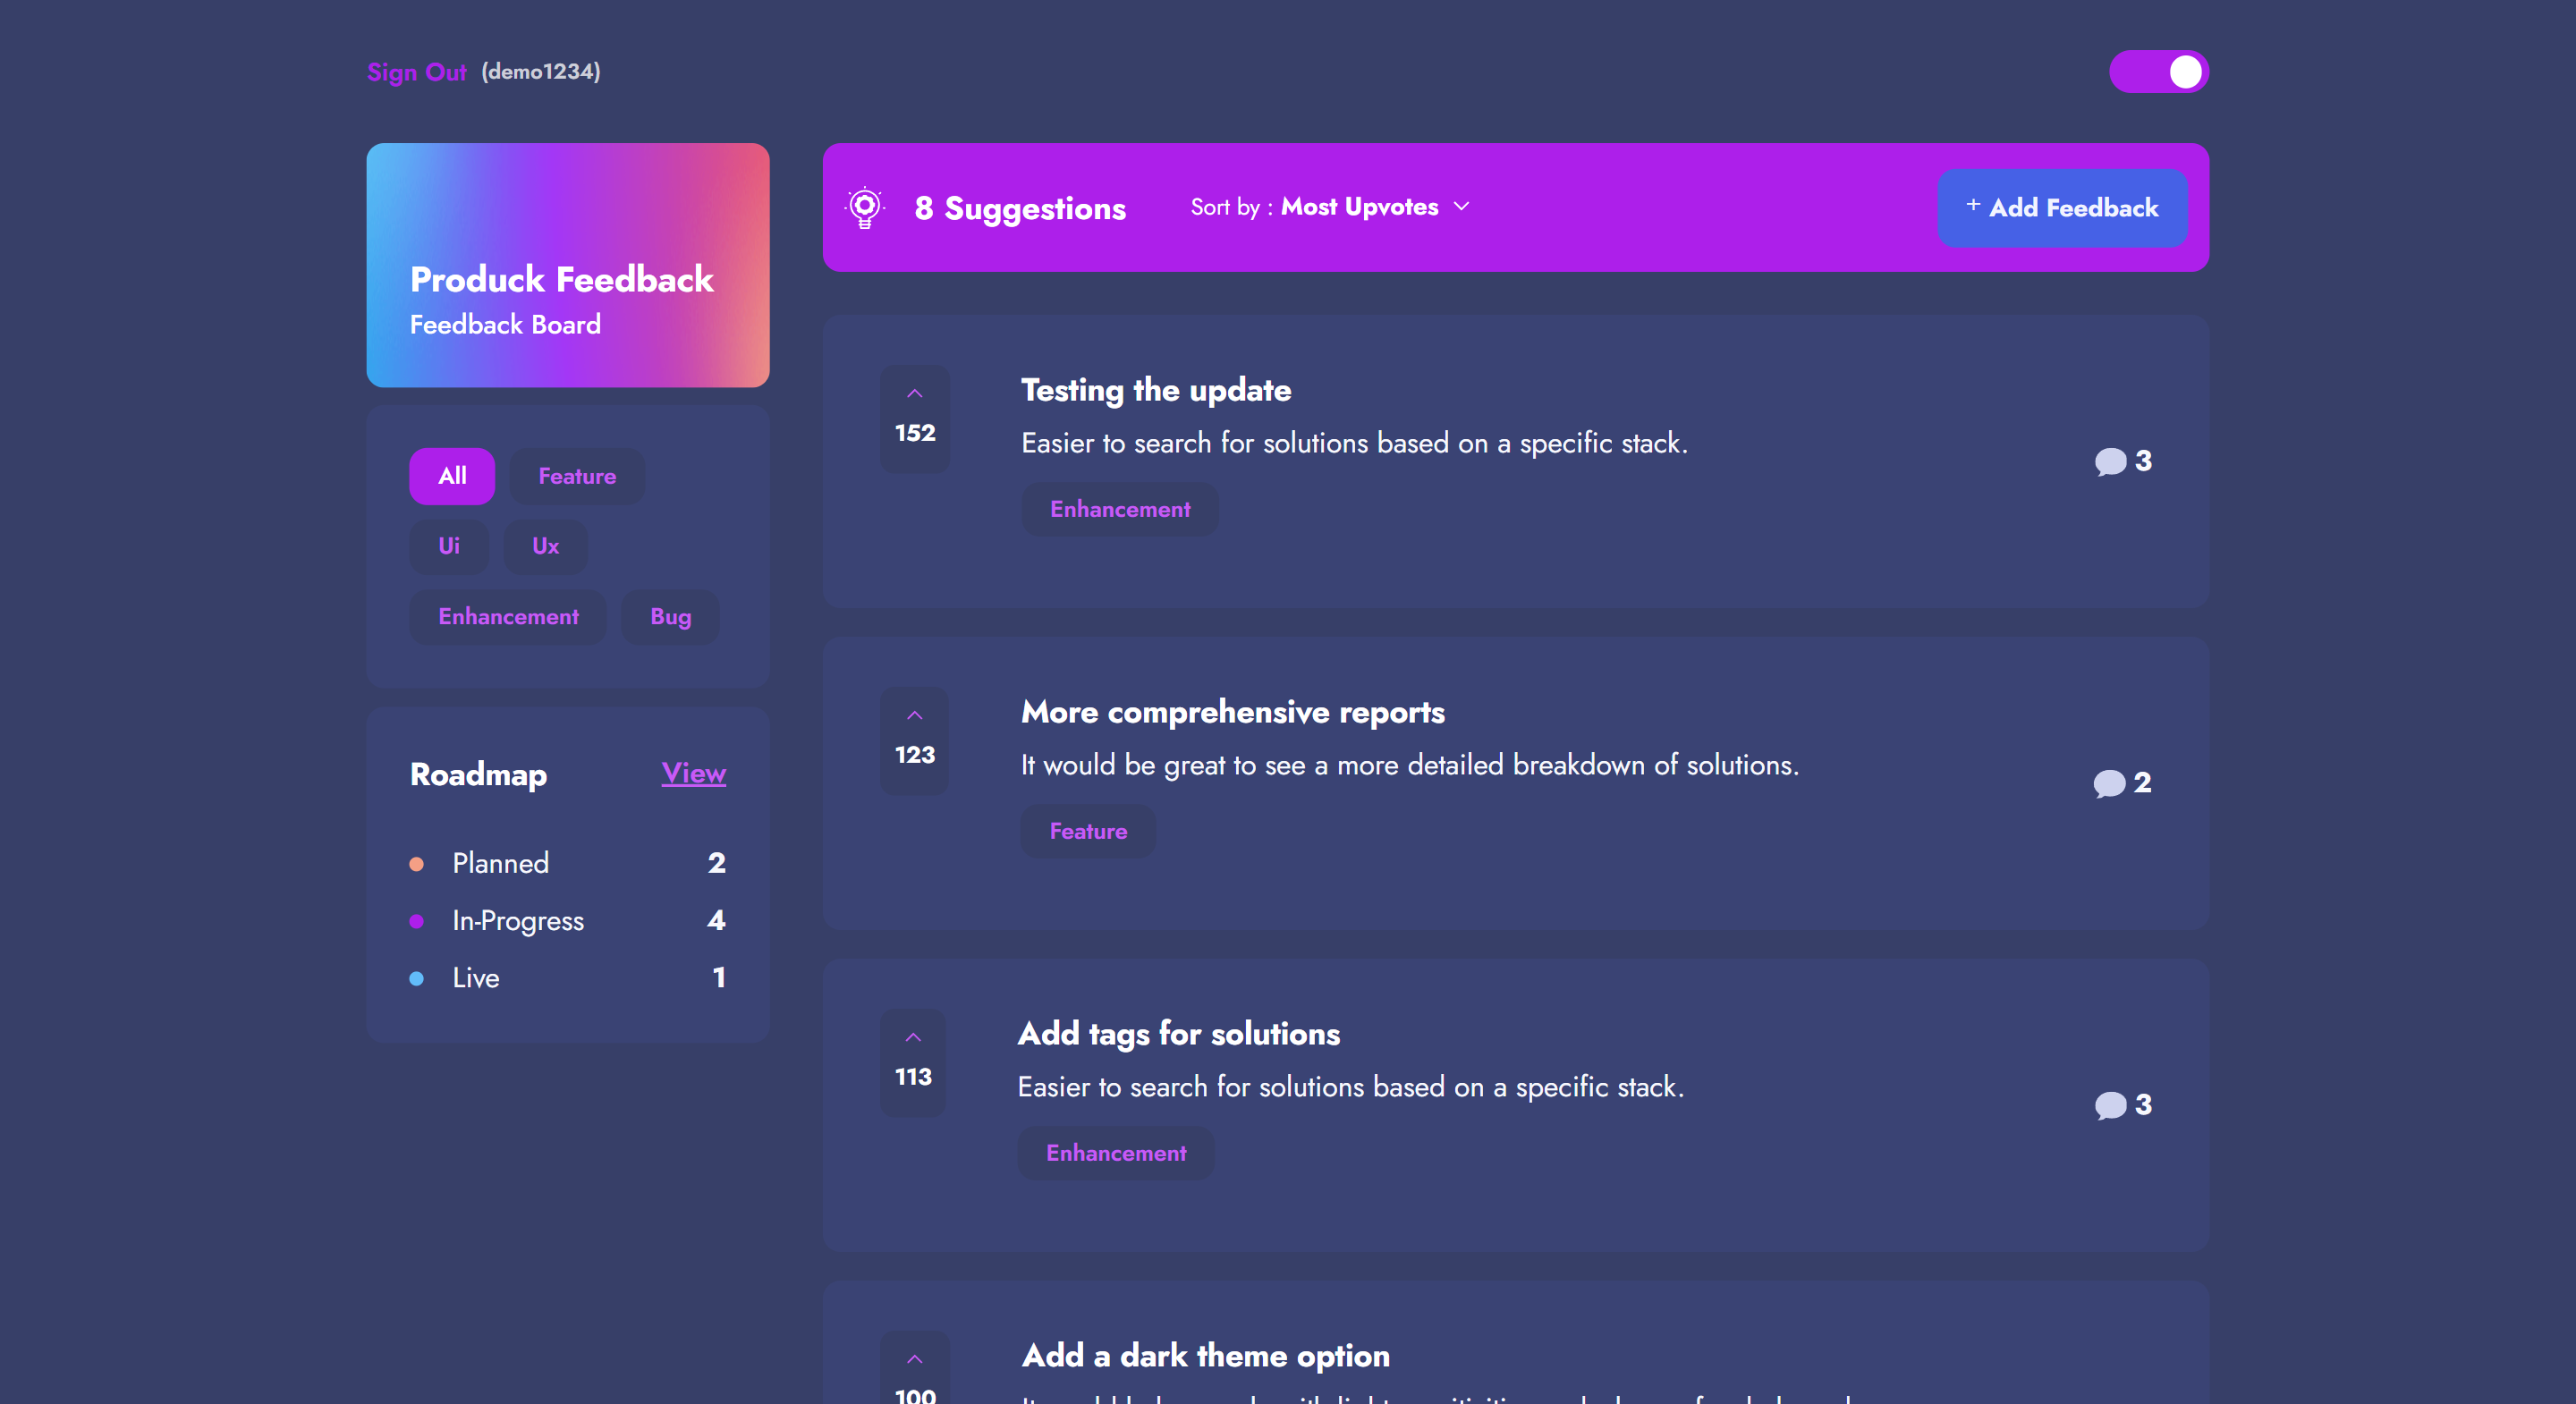 Sign Out (demo1234)
Produck Feedback
Feedback Board
All Feature
Ui Ux
Enhancement Bug
Roadmap View
Planned 2
In-Progress 4
Live 1
8 Suggestions Sort by : Most Upvotes + Add Feedback
152
Testing the update
Easier to search for solutions based on a specific stack.
Enhancement
3
123
More comprehensive reports
It would be great to see a more detailed breakdown of solutions.
Feature
2
113
Add tags for solutions
Easier to search for solutions based on a specific stack.
Enhancement
3
100
Add a dark theme option